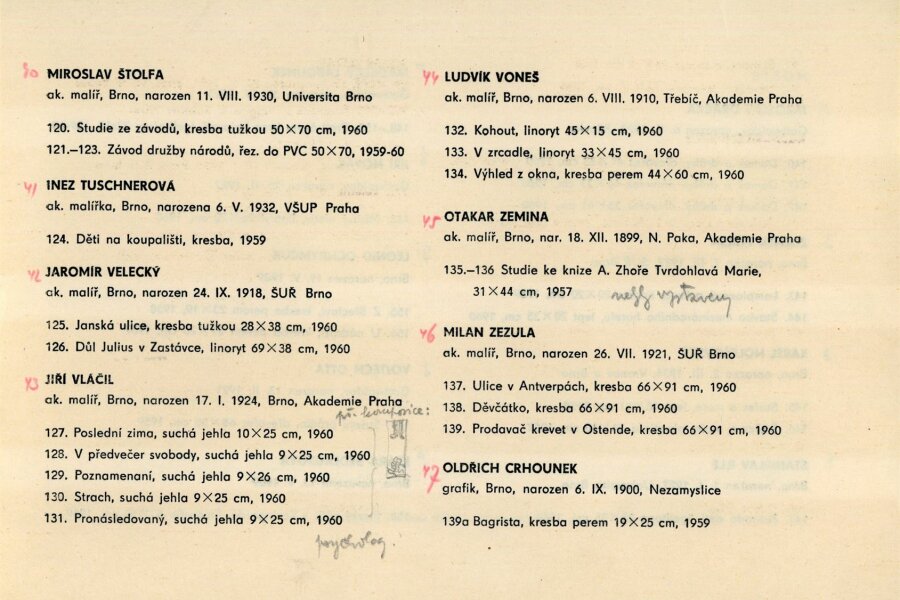 40 MIROSLAV ŠTOLFA
ak. malíř, Brno, narozen 11. VIII. 1930, Universita Brno
120. Studie ze závodů, kresba tužkou 50×70 cm, 1960
121.–123. Závod družby národů, řez. do PVC 50×70, 1959-60
41 INEZ TUSCHNEROVÁ
ak. malířka, Brno, narozena 6. V. 1932, VŠUP Praha
124. Děti na koupališti, kresba, 1959
42 JAROMÍR VELECKÝ
ak. malíř, Brno, narozen 24. IX. 1918, ŠUŘ Brno
125. Janská ulice, kresba tužkou 28×38 cm, 1960
126. Důl Julius v Zastávce, linoryt 69×38 cm, 1960
43 JIŘÍ VLÁČIL
ak. malíř, Brno, narozen 17. I. 1924, Brno, Akademie Praha
pův. kompozice:
127. Poslední zima, suchá jehla 10×25 cm, 1960
128. V předvečer svobody, suchá jehla 9×25 cm, 1960
129. Poznamenaní, suchá jehla 9×26 cm, 1960
130. Strach, suchá jehla 9×25 cm, 1960
131. Pronásledovaný, suchá jehla 9×25 cm, 1960
psycholog.
44 LUDVÍK VONEŠ
ak. malíř, Brno, narozen 6. VIII. 1910, Třebíč, Akademie Praha
132. Kohout, linoryt 45×15 cm, 1960
133. V zrcadle, linoryt 33×45 cm, 1960
134. Výhled z okna, kresba perem 44×60 cm, 1960
45 OTAKAR ZEMINA
ak. malíř, Brno, nar. 18. XII. 1899, N. Paka, Akademie Praha
135.–136 Studie ke knize A. Zhoře Tvrdohlavá Marie,
31×44 cm, 1957 vystaveny
46 MILAN ZEZULA
ak. malíř, Brno, narozen 26. VII. 1921, ŠUŘ Brno
137. Ulice v Antverpách, kresba 66×91 cm, 1960
138. Děvčátko, kresba 66×91 cm, 1960
139. Prodavač krevet v Ostende, kresba 66×91 cm, 1960
47 OLDŘICH CRHOUNEK
grafik, Brno, narozen 6. IX. 1900, Nezamyslice
139a Bagrista, kresba perem 19×25 cm, 1959